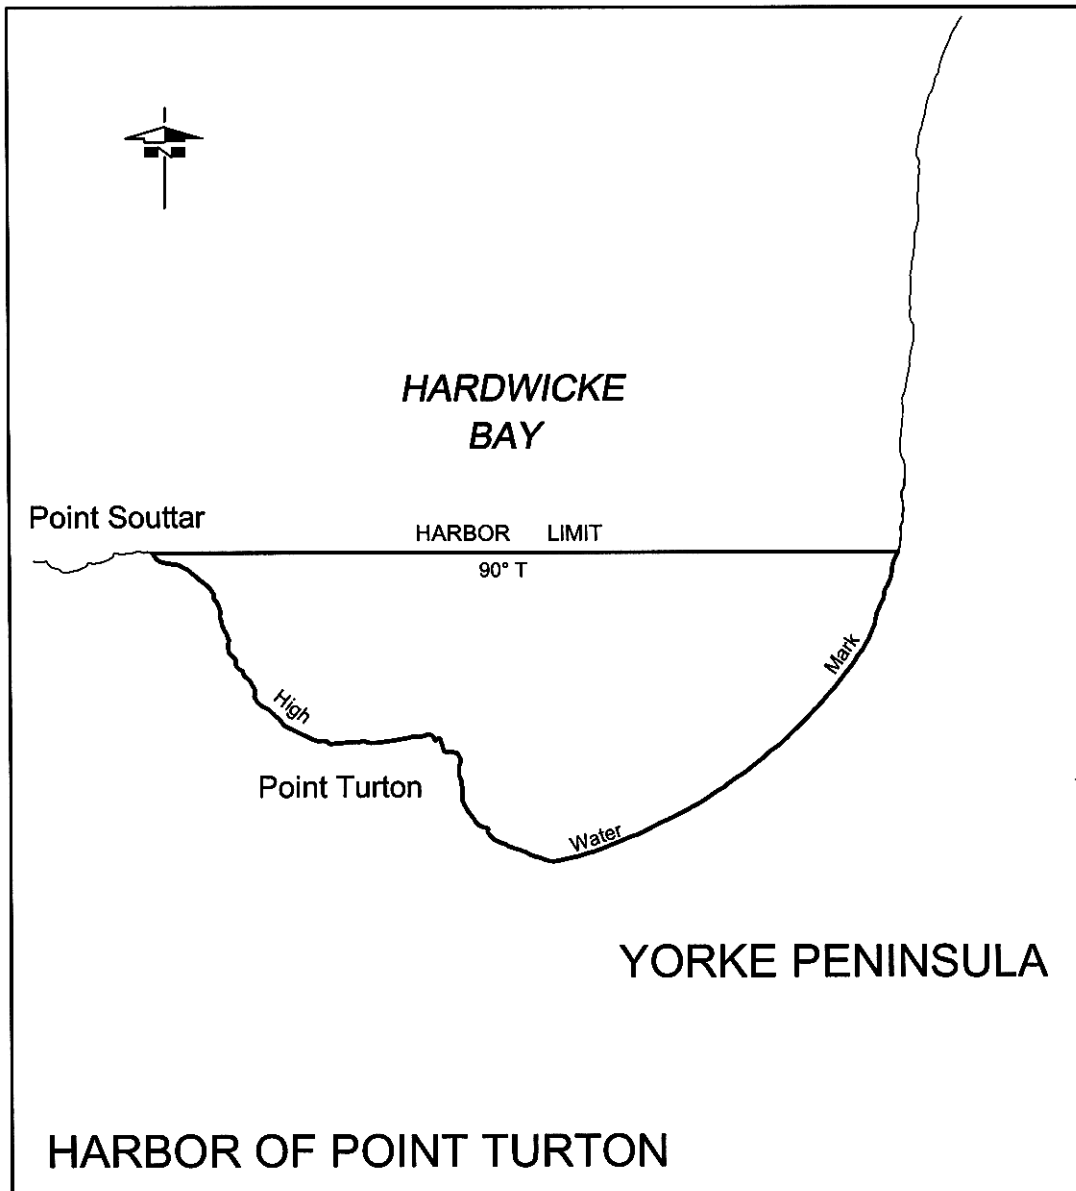 N
HARDWICKE
BAY
Point Souttar
HARBOR LIMIT
90° T
Mark
High
Point Turton
Water
YORKE PENINSULA
HARBOR OF POINT TURTON